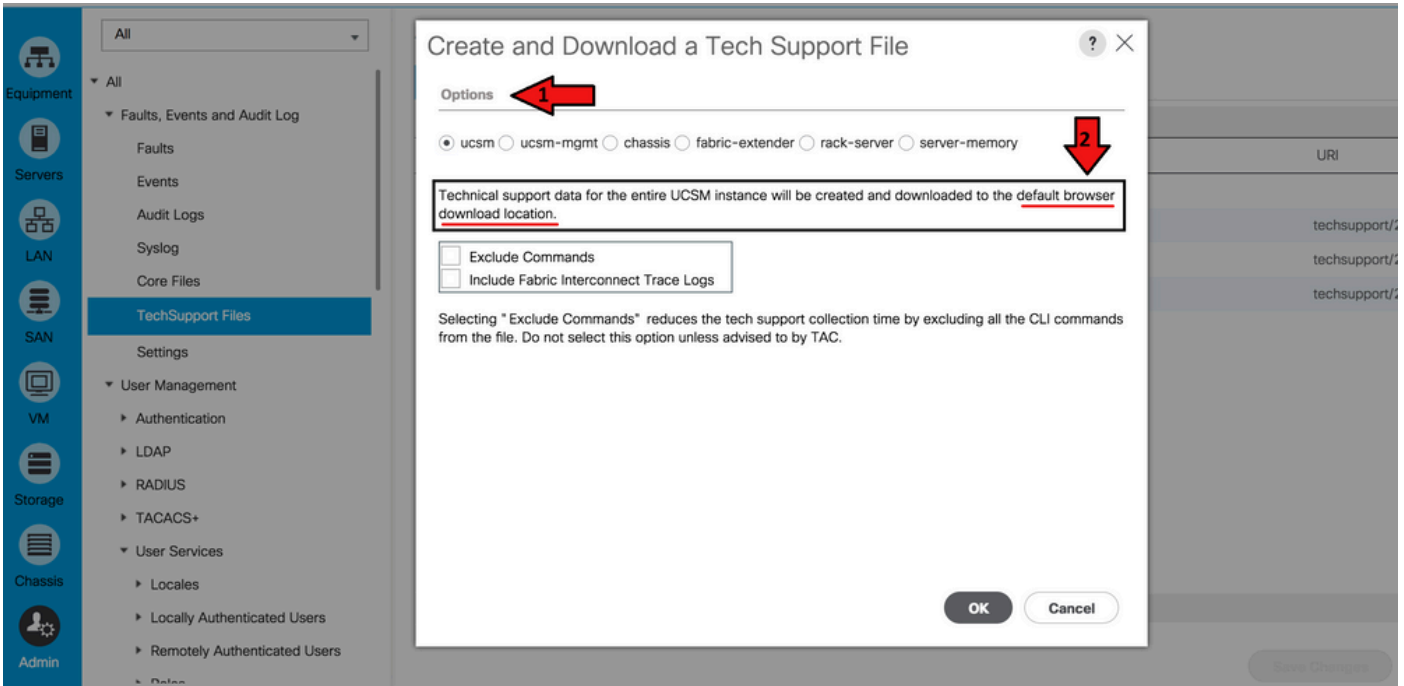 Equipment
Servers
LAN
SAN
VM
Storage
Chassis
Admin
All
All
Faults, Events and Audit Log
Faults
Events
Audit Logs
Syslog
Core Files
TechSupport Files
Settings
User Management
Authentication
LDAP
RADIUS
TACACS+
User Services
Locales
Locally Authenticated Users
Remotely Authenticated Users
Roles
Create and Download a Tech Support File
?
Options
1
ucsm ucsm-mgmt chassis fabric-extender rack-server server-memory
2
Technical support data for the entire UCSM instance will be created and downloaded to the default browser
download location.
Exclude Commands
Include Fabric Interconnect Trace Logs
Selecting "Exclude Commands" reduces the tech support collection time by excluding all the CLI commands
from the file. Do not select this option unless advised to by TAC.
OK Cancel
URI
techsupport/2
techsupport/2
techsupport/2
Save Changes